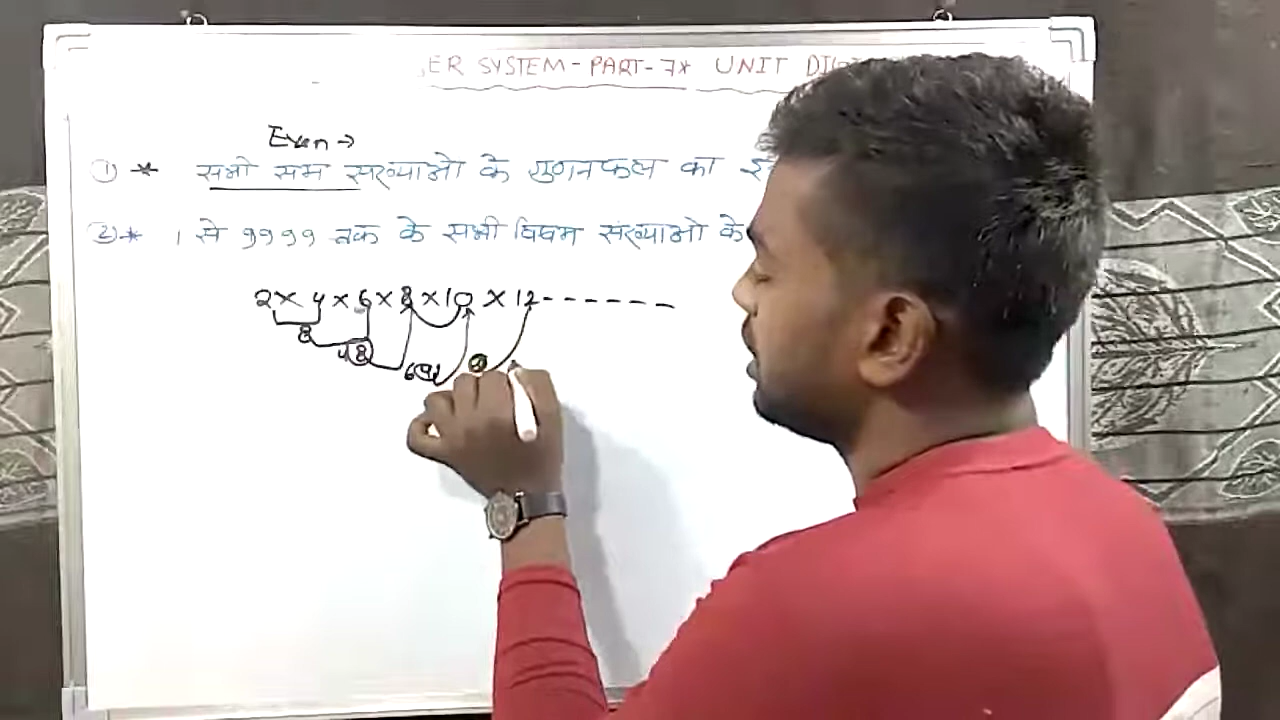 ER SYSTEM-PART-7* UNIT
Even →
① * सभी सम संख्याओ के गुणनफल का
②* 1 से 9999 तक के सभी विषम संख्याओ के
2 x 4 x 6 x 8 x 10 x 12 - - - - - -
8
48